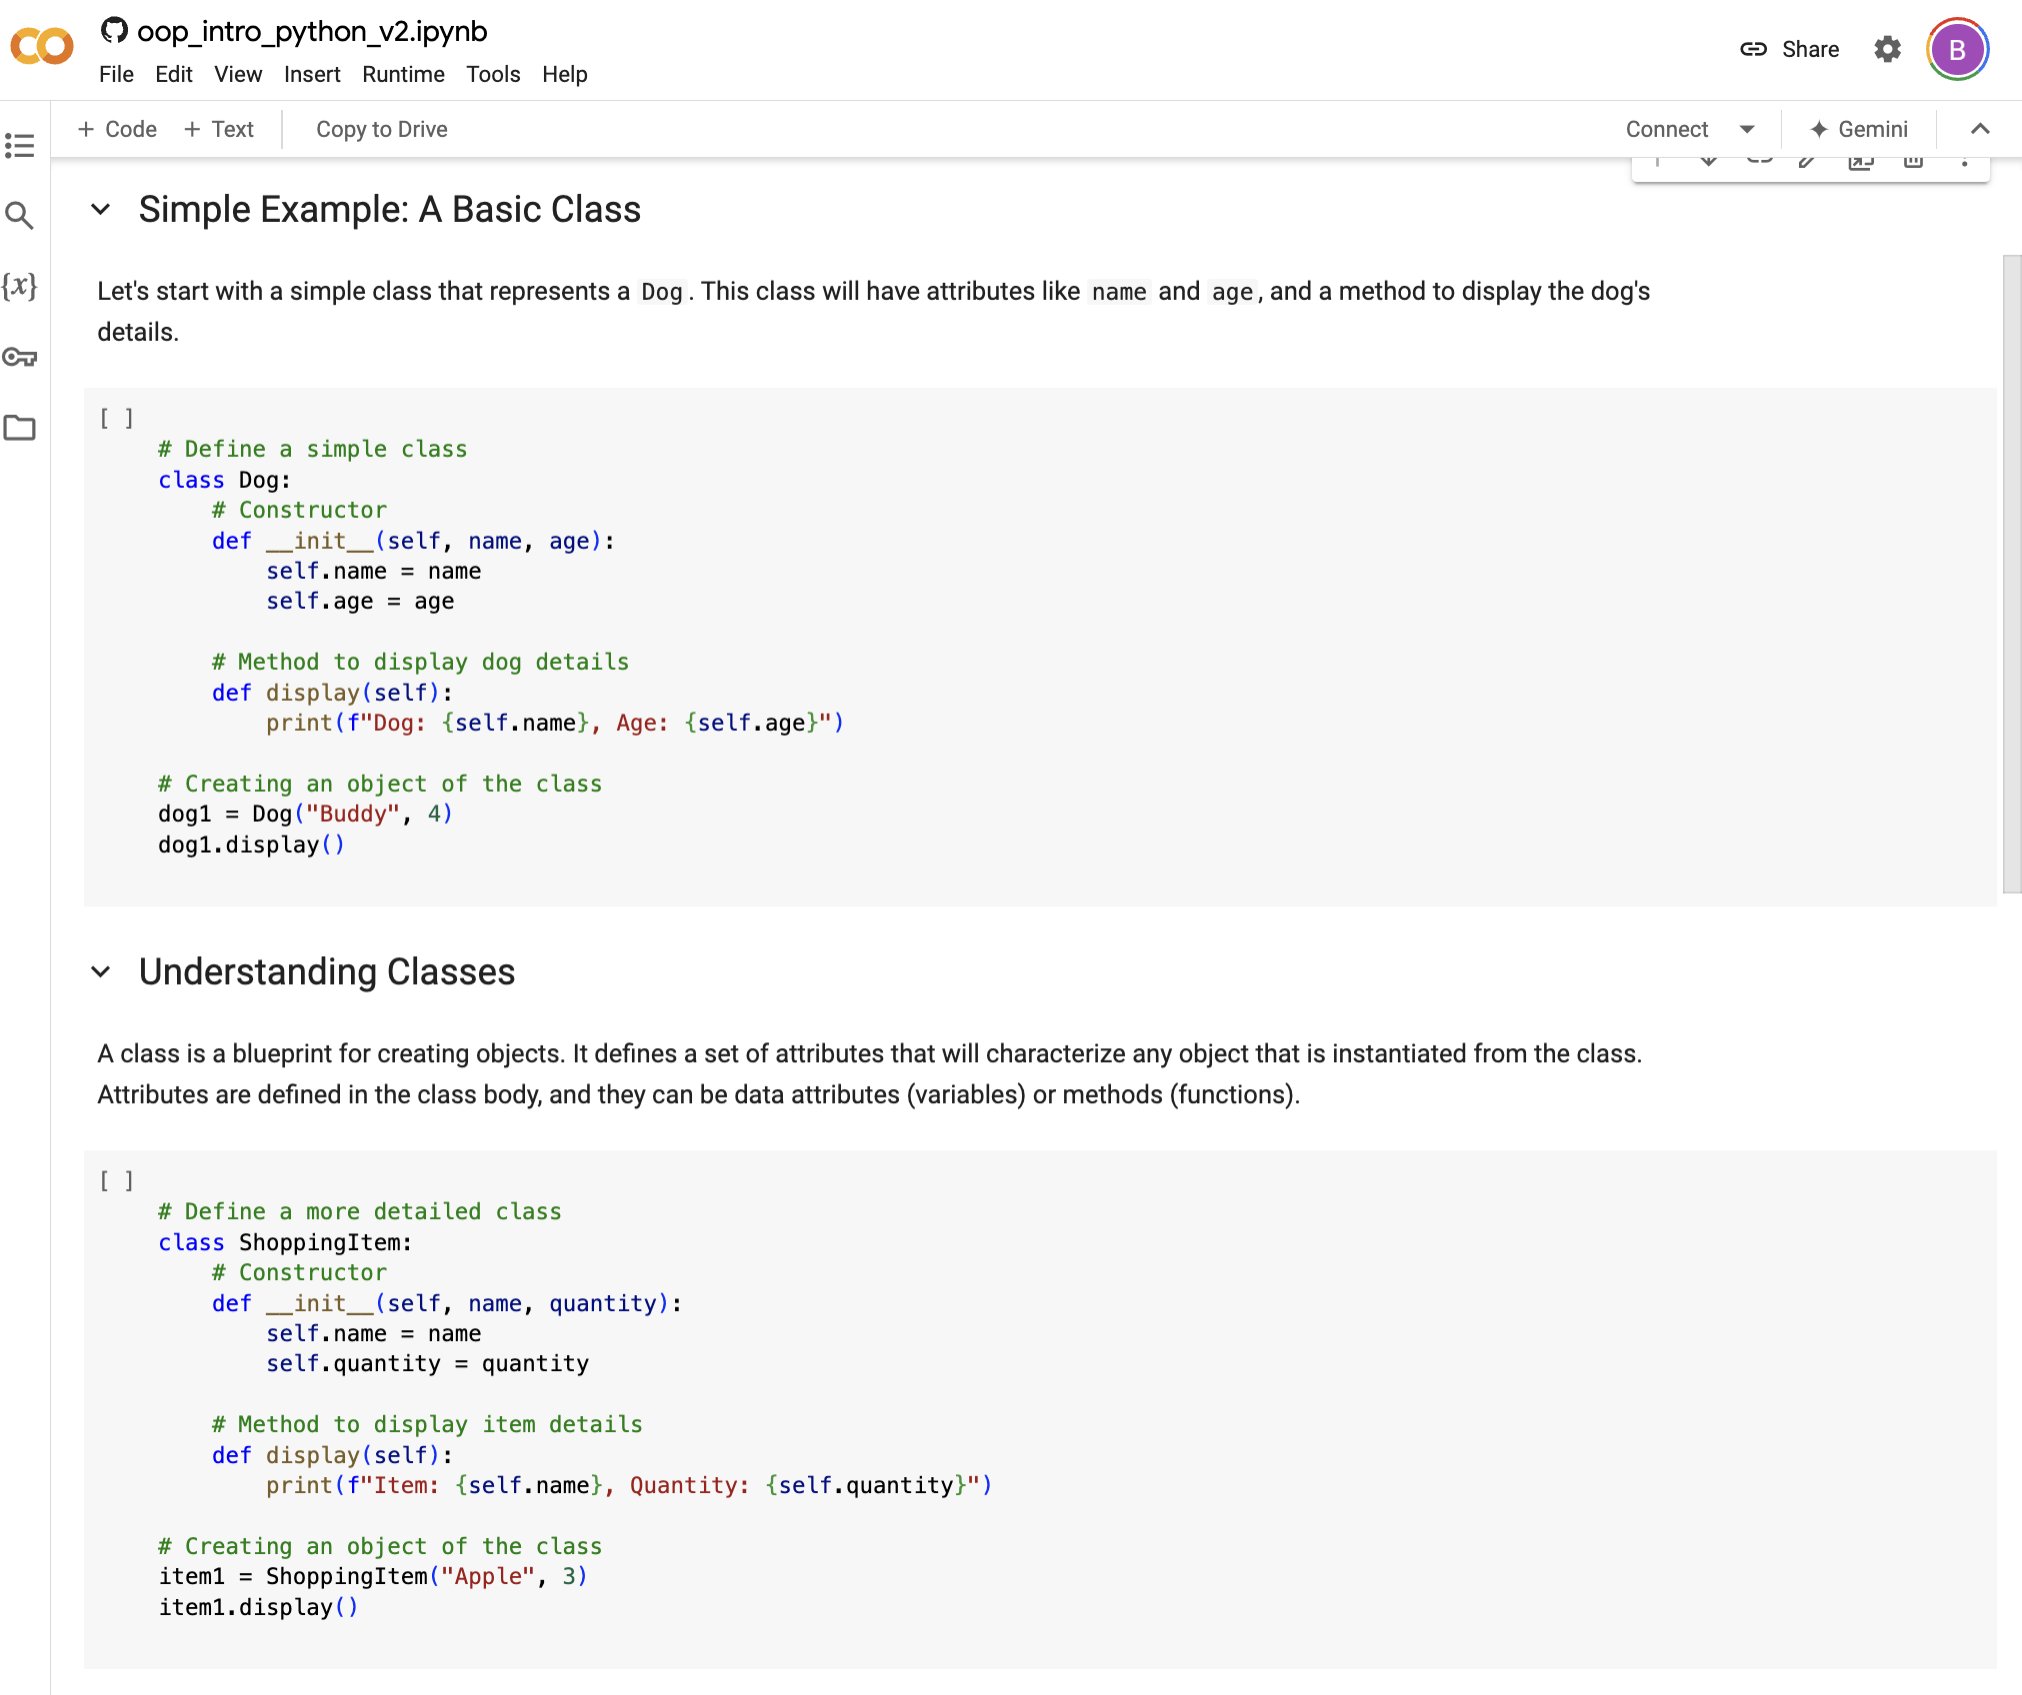 oop_intro_python_v2.ipynb
File Edit View Insert Runtime Tools Help
Share
B
+ Code + Text Copy to Drive
Connect Gemini
Simple Example: A Basic Class
Let's start with a simple class that represents a Dog. This class will have attributes like name and age, and a method to display the dog's
details.
[ ]
# Define a simple class
class Dog:
    # Constructor
    def __init__(self, name, age):
        self.name = name
        self.age = age
    # Method to display dog details
    def display(self):
        print(f"Dog: {self.name}, Age: {self.age}")
# Creating an object of the class
dog1 = Dog("Buddy", 4)
dog1.display()
Understanding Classes
A class is a blueprint for creating objects. It defines a set of attributes that will characterize any object that is instantiated from the class.
Attributes are defined in the class body, and they can be data attributes (variables) or methods (functions).
[ ]
# Define a more detailed class
class ShoppingItem:
    # Constructor
    def __init__(self, name, quantity):
        self.name = name
        self.quantity = quantity
    # Method to display item details
    def display(self):
        print(f"Item: {self.name}, Quantity: {self.quantity}")
# Creating an object of the class
item1 = ShoppingItem("Apple", 3)
item1.display()